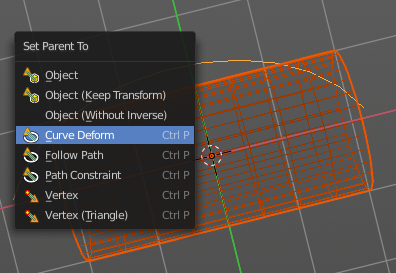 Set Parent To
Object
Object (Keep Transform)
Object (Without Inverse)
Curve Deform Ctrl P
Follow Path Ctrl P
Path Constraint Ctrl P
Vertex Ctrl P
Vertex (Triangle) Ctrl P